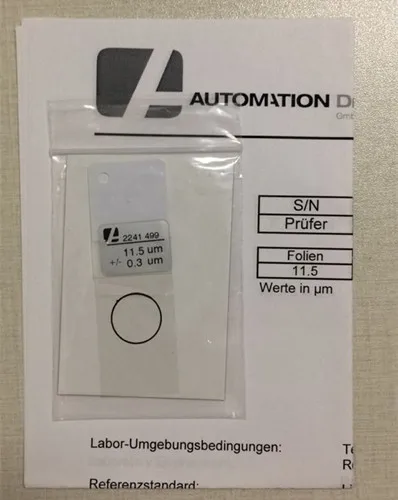 AUTOMATION
Gmb
S/N
Prüfer
2241 499
11.5 um
+/- 0.3 um
Folien
11.5
Werte in µm
Labor-Umgebungsbedingungen:
Referenzstandard: